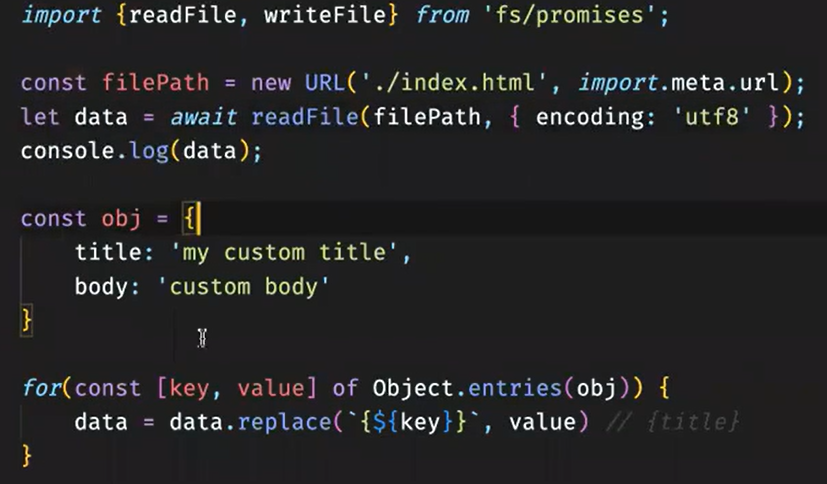 import {readFile, writeFile} from 'fs/promises';
const filePath = new URL('./index.html', import.meta.url);
let data = await readFile(filePath, { encoding: 'utf8' });
console.log(data);
const obj = {
    title: 'my custom title',
    body: 'custom body'
}
for(const [key, value] of Object.entries(obj)) {
    data = data.replace(`{${key}}`, value) // {title}
}